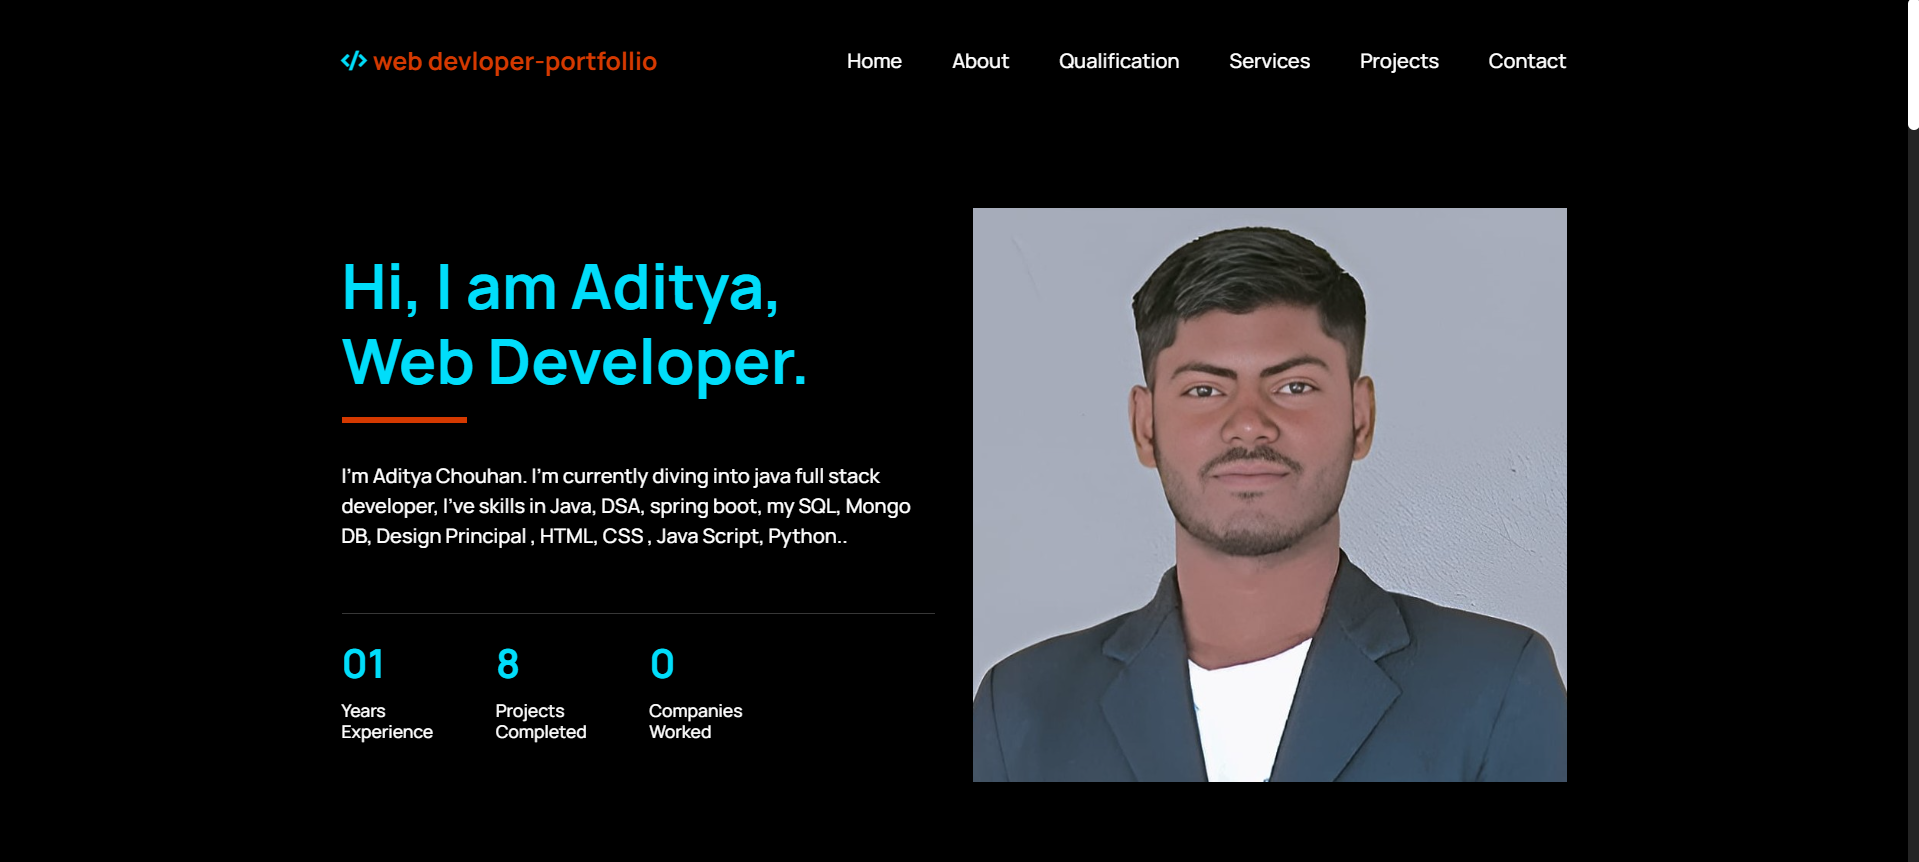 web devloper-portfollio
Home About Qualification Services Projects Contact
Hi, I am Aditya,
Web Developer.
I'm Aditya Chouhan. I'm currently diving into java full stack
developer, I've skills in Java, DSA, spring boot, my SQL, Mongo
DB, Design Principal , HTML, CSS , Java Script, Python..
01
Years
Experience
8
Projects
Completed
0
Companies
Worked